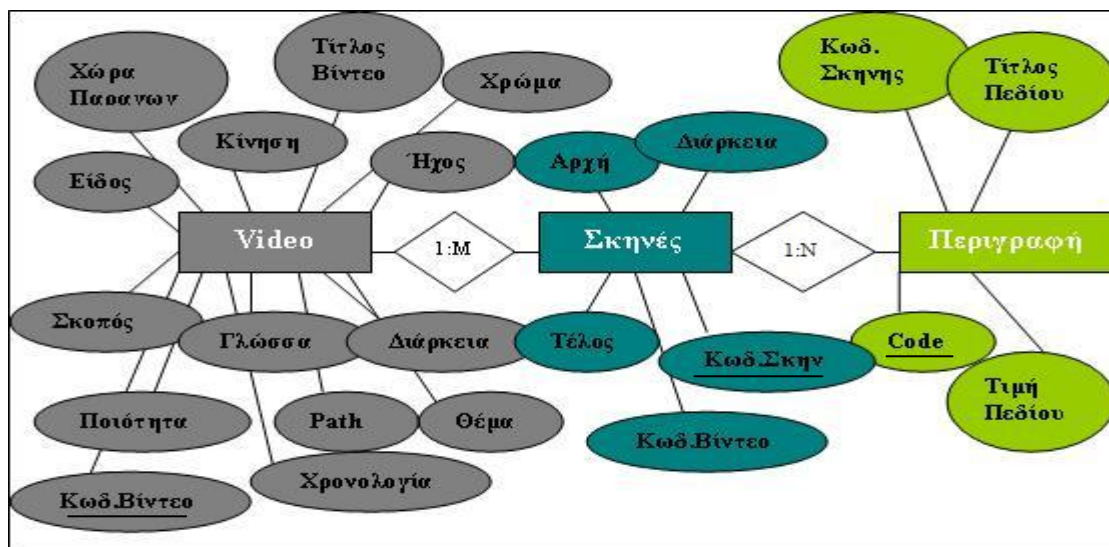 Χώρα
Παραγων
Τίτλος
Βίντεο
Χρώμα
Κωδ.
Σκηνης
Τίτλος
Πεδίου
Κίνηση
Ήχος
Αρχή
Διάρκεια
Είδος
Video
1:M
Σκηνές
1:N
Περιγραφή
Σκοπός
Γλώσσα
Διάρκεια
Τέλος
Κωδ.Σκην
Code
Τιμή
Πεδίου
Ποιότητα
Path
Θέμα
Κωδ.Βίντεο
Χρονολογία
Κωδ.Βίντεο